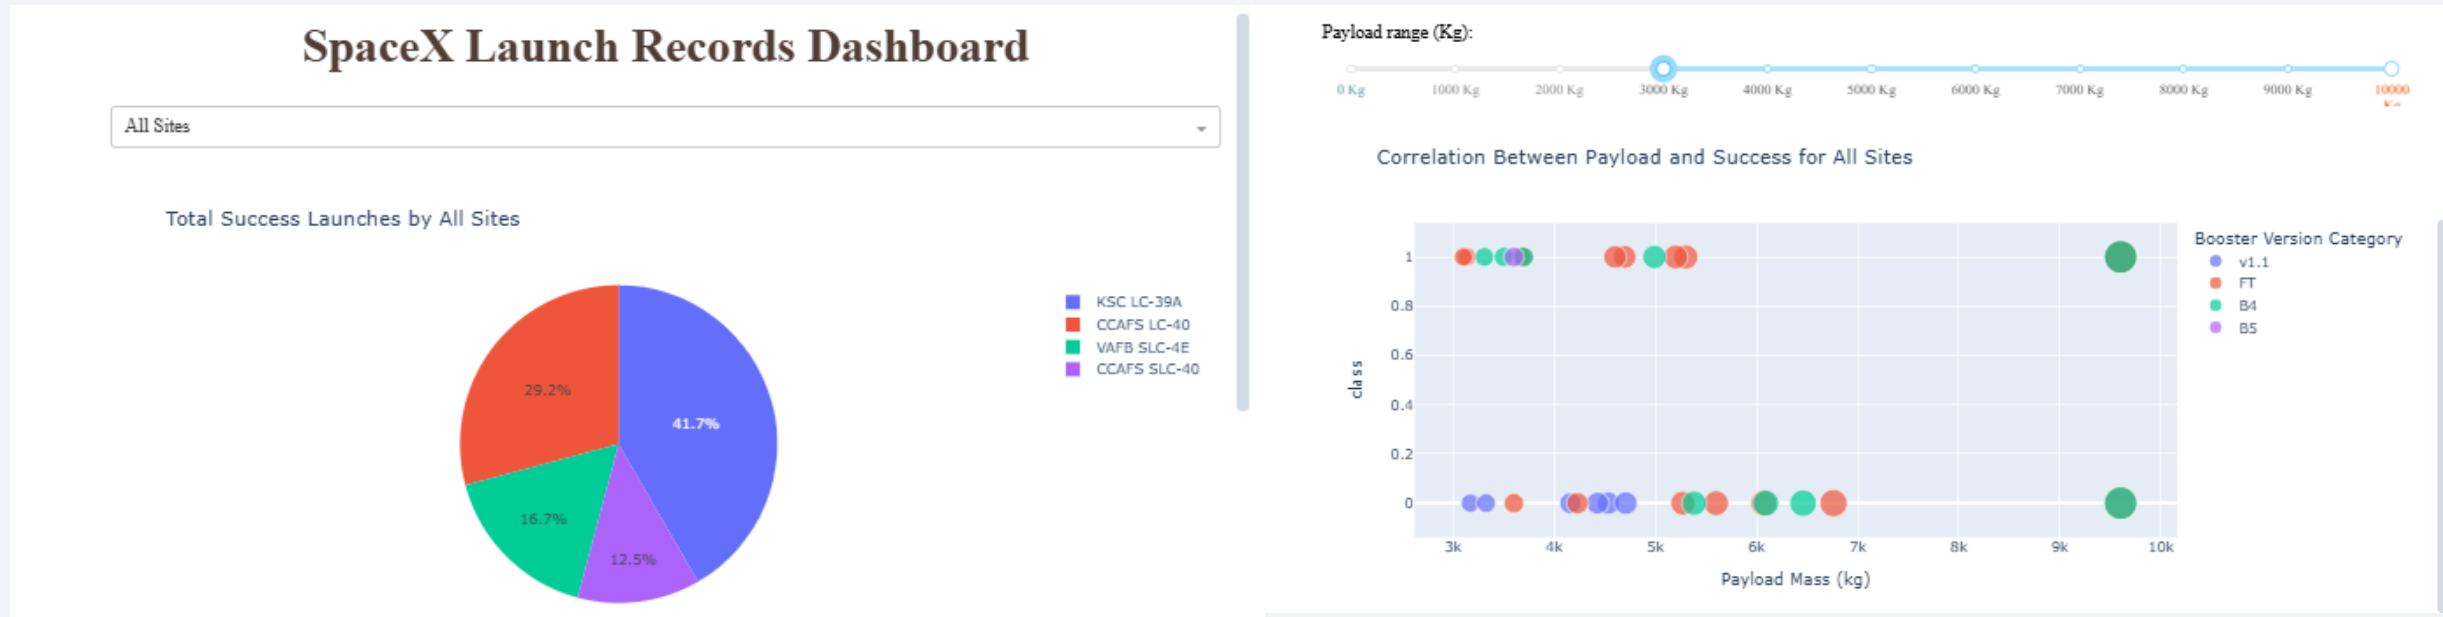 SpaceX Launch Records Dashboard
All Sites
Total Success Launches by All Sites
KSC LC-39A
CCAFS LC-40
VAFB SLC-4E
CCAFS SLC-40
29.2%
41.7%
16.7%
12.5%
Payload range (Kg):
0 Kg 1000 Kg 2000 Kg 3000 Kg 4000 Kg 5000 Kg 6000 Kg 7000 Kg 8000 Kg 9000 Kg 10000
Kg
Correlation Between Payload and Success for All Sites
Booster Version Category
v1.1
FT
B4
B5
1
0.8
0.6
0.4
0.2
0
class
3k 4k 5k 6k 7k 8k 9k 10k
Payload Mass (kg)